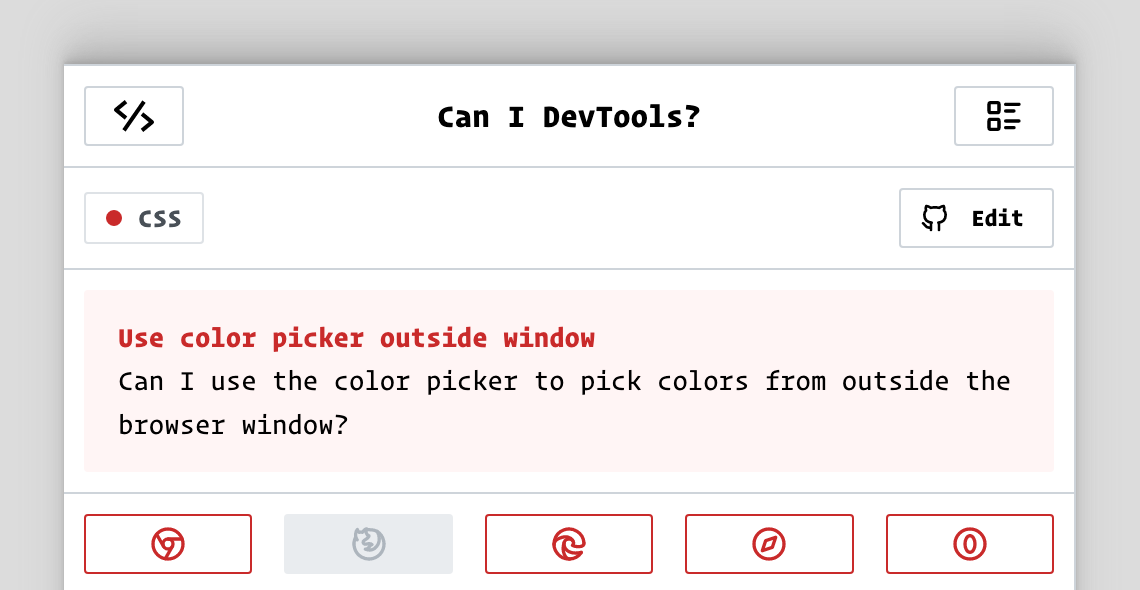 Can I DevTools?
CSS
Edit
Use color picker outside window
Can I use the color picker to pick colors from outside the
browser window?